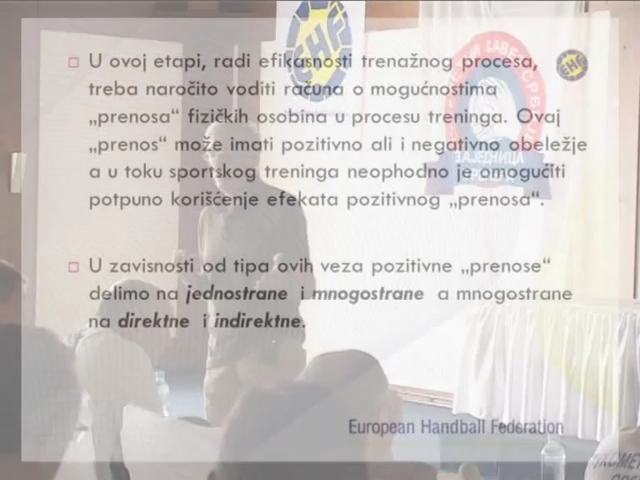 U ovoj etapi, radi efikasnosti trenažnog procesa,
treba naročito voditi računa o mogućnostima
„prenosa“ fizičkih osobina u procesu treninga. Ovaj
„prenos“ može imati pozitivno ali i negativno obeležje
a u toku sportskog treninga neophodno je omogućiti
potpuno korišćenje efekata pozitivnog „prenosa“.
U zavisnosti od tipa ovih veza pozitivne „prenose“
delimo na jednostrane i mnogostrane a mnogostrane
na direktne i indirektne.
European Handball Federation
EHF
EHF